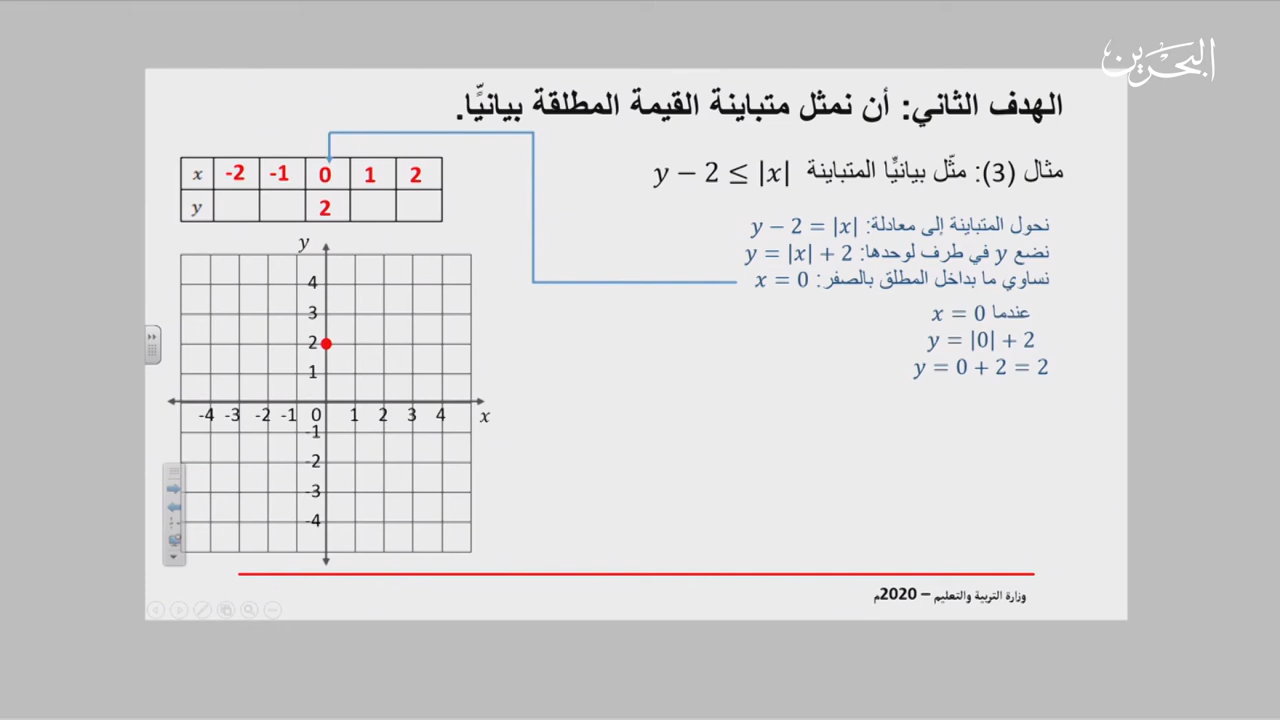 البحرين
الهدف الثاني: أن نمثل متباينة القيمة المطلقة بيانيًّا.
مثال (3): مثّل بيانيًّا المتباينة y − 2 ≤ |x|
x -2 -1 0 1 2
y 2
نحول المتباينة إلى معادلة: y − 2 = |x|
نضع y في طرف لوحدها: y = |x| + 2
نساوي ما بداخل المطلق بالصفر: x = 0
عندما x = 0
y = |0| + 2
y = 0 + 2 = 2
y
4
3
2
1
-4 -3 -2 -1 0 1 2 3 4 x
-1
-2
-3
-4
وزارة التربية والتعليم – 2020م